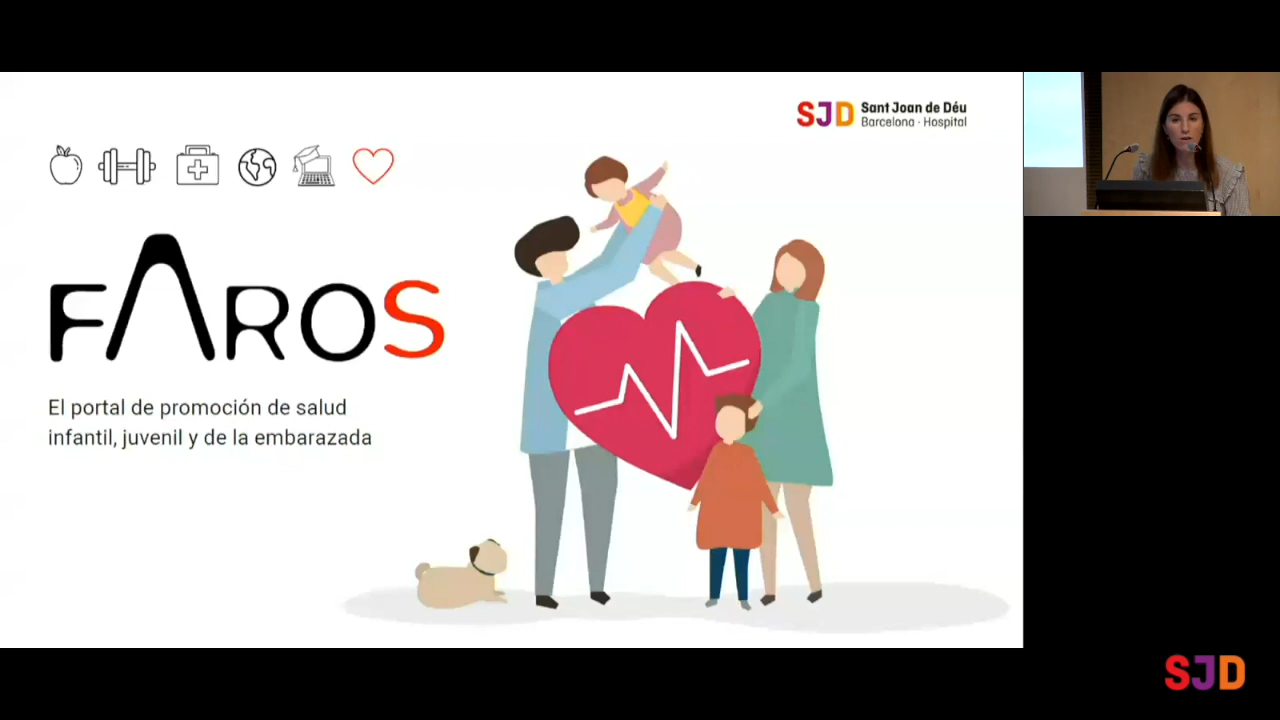 SJD Sant Joan de Déu
Barcelona · Hospital
FAROS
El portal de promoción de salud
infantil, juvenil y de la embarazada
SJD